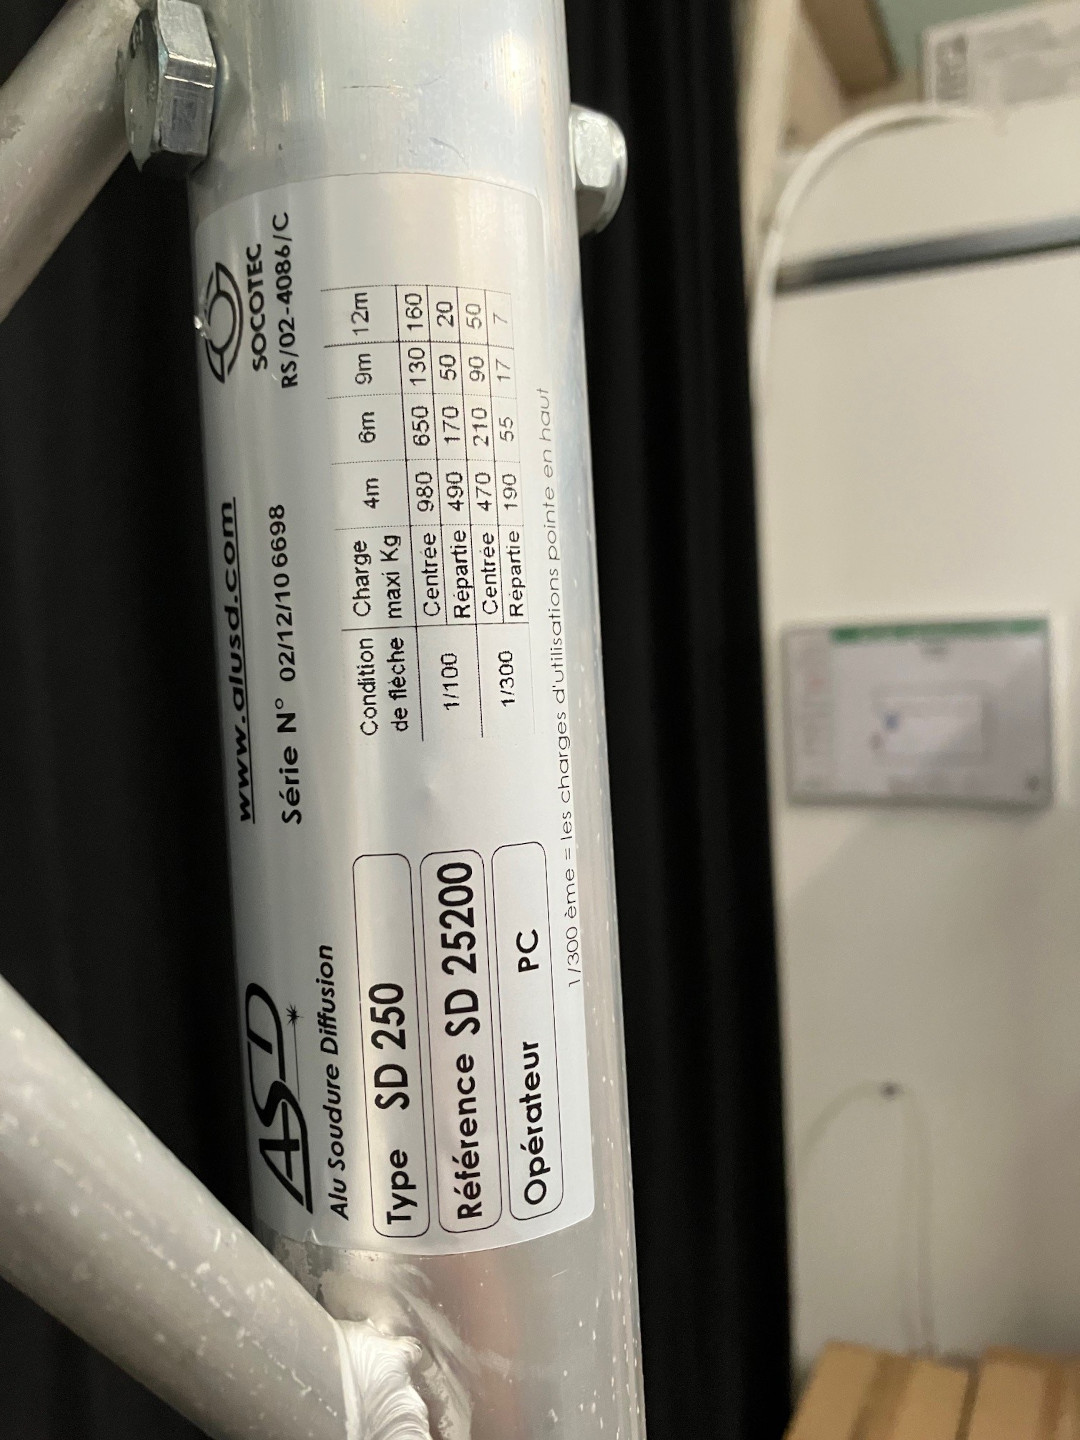 ASD
Alu Soudure Diffusion
www.alusd.com
Série N° 02/12/10 6698
SOCOTEC
RS/02-4086/C
Type SD 250
Référence SD 25200
Opérateur PC
Condition de flèche Charge maxi Kg 4m 6m 9m 12m
1/100 Centrée 980 650 130 160
Répartie 490 170 50 20
1/300 Centrée 470 210 90 50
Répartie 190 55 17 7
1/300 ème = les charges d'utilisations pointe en haut